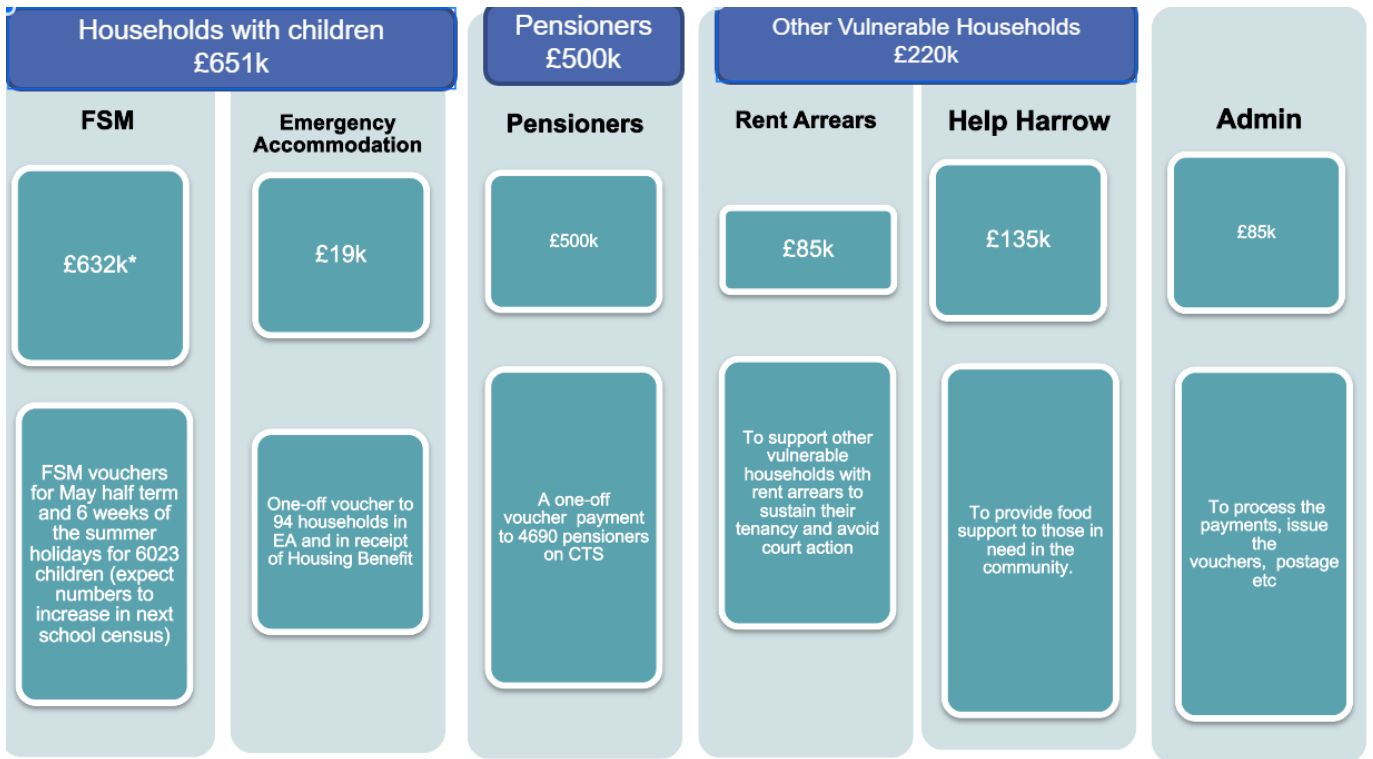 Households with children
£651k
Pensioners
£500k
Other Vulnerable Households
£220k
FSM
£632k*
FSM vouchers
for May half term
and 6 weeks of
the summer
holidays for 6023
children (expect
numbers to
increase in next
school census)
Emergency
Accommodation
£19k
One-off voucher to
94 households in
EA and in receipt
of Housing Benefit
Pensioners
£500k
A one-off
voucher payment
to 4690 pensioners
on CTS
Rent Arrears
£85k
To support other
vulnerable
households with
rent arrears to
sustain their
tenancy and avoid
court action
Help Harrow
£135k
To provide food
support to those in
need in the
community.
Admin
£85k
To process the
payments, issue
the
vouchers, postage
etc